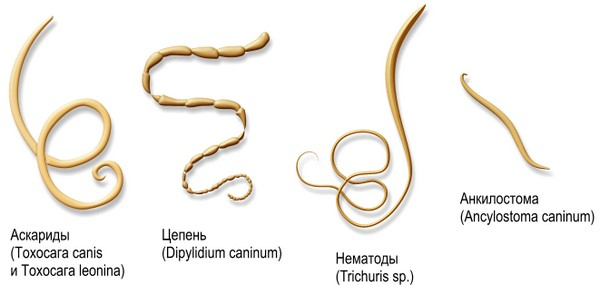 Аскариды
(Toxocara canis
и Toxocara leonina)
Цепень
(Dipylidium caninum)
Нематоды
(Trichuris sp.)
Анкилостома
(Ancylostoma caninum)